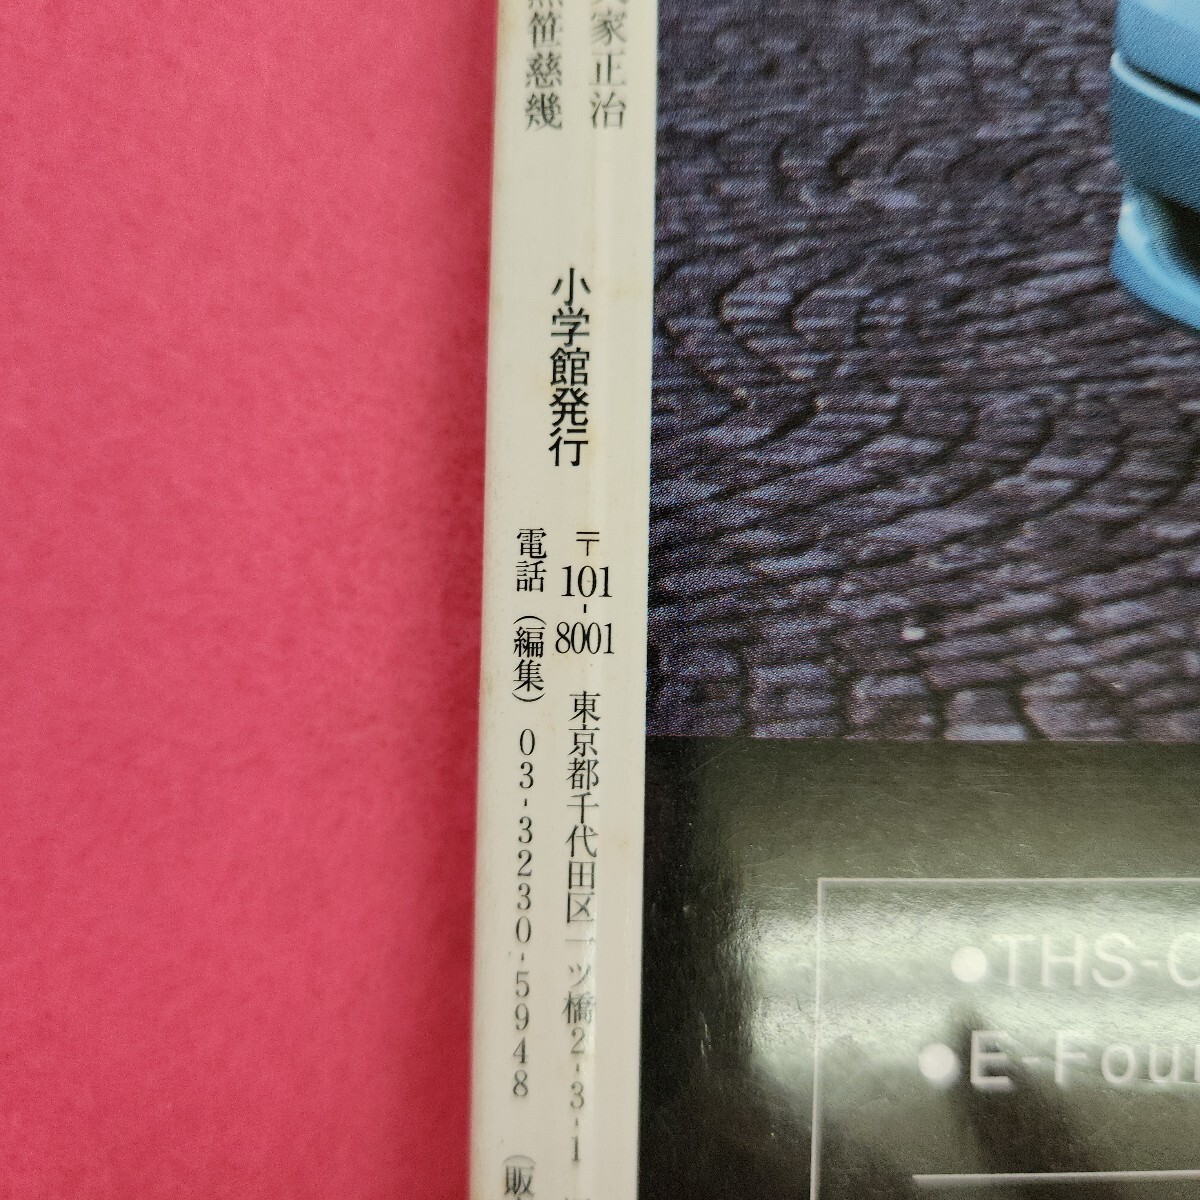 家正治
笹慈幾
小学館発行
〒101-8001 東京都千代田区一ツ橋2-3-1
電話(編集) 03-3230-5948 (販
●THS-C
●E-Four